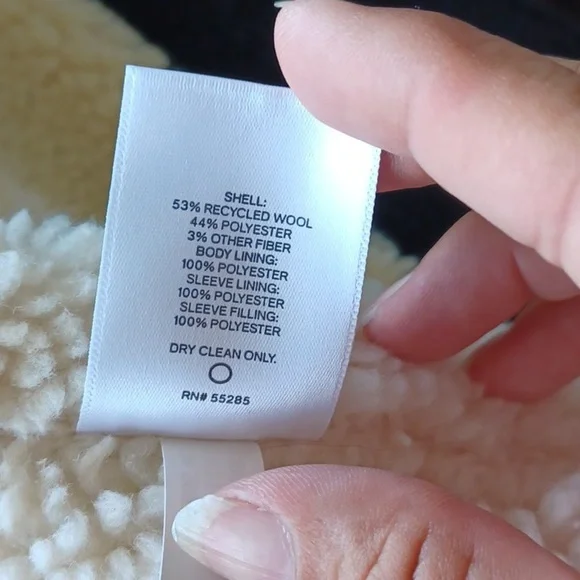 SHELL:
53% RECYCLED WOOL
44% POLYESTER
3% OTHER FIBER
BODY LINING:
100% POLYESTER
SLEEVE LINING:
100% POLYESTER
SLEEVE FILLING:
100% POLYESTER
DRY CLEAN ONLY.
RN# 55285